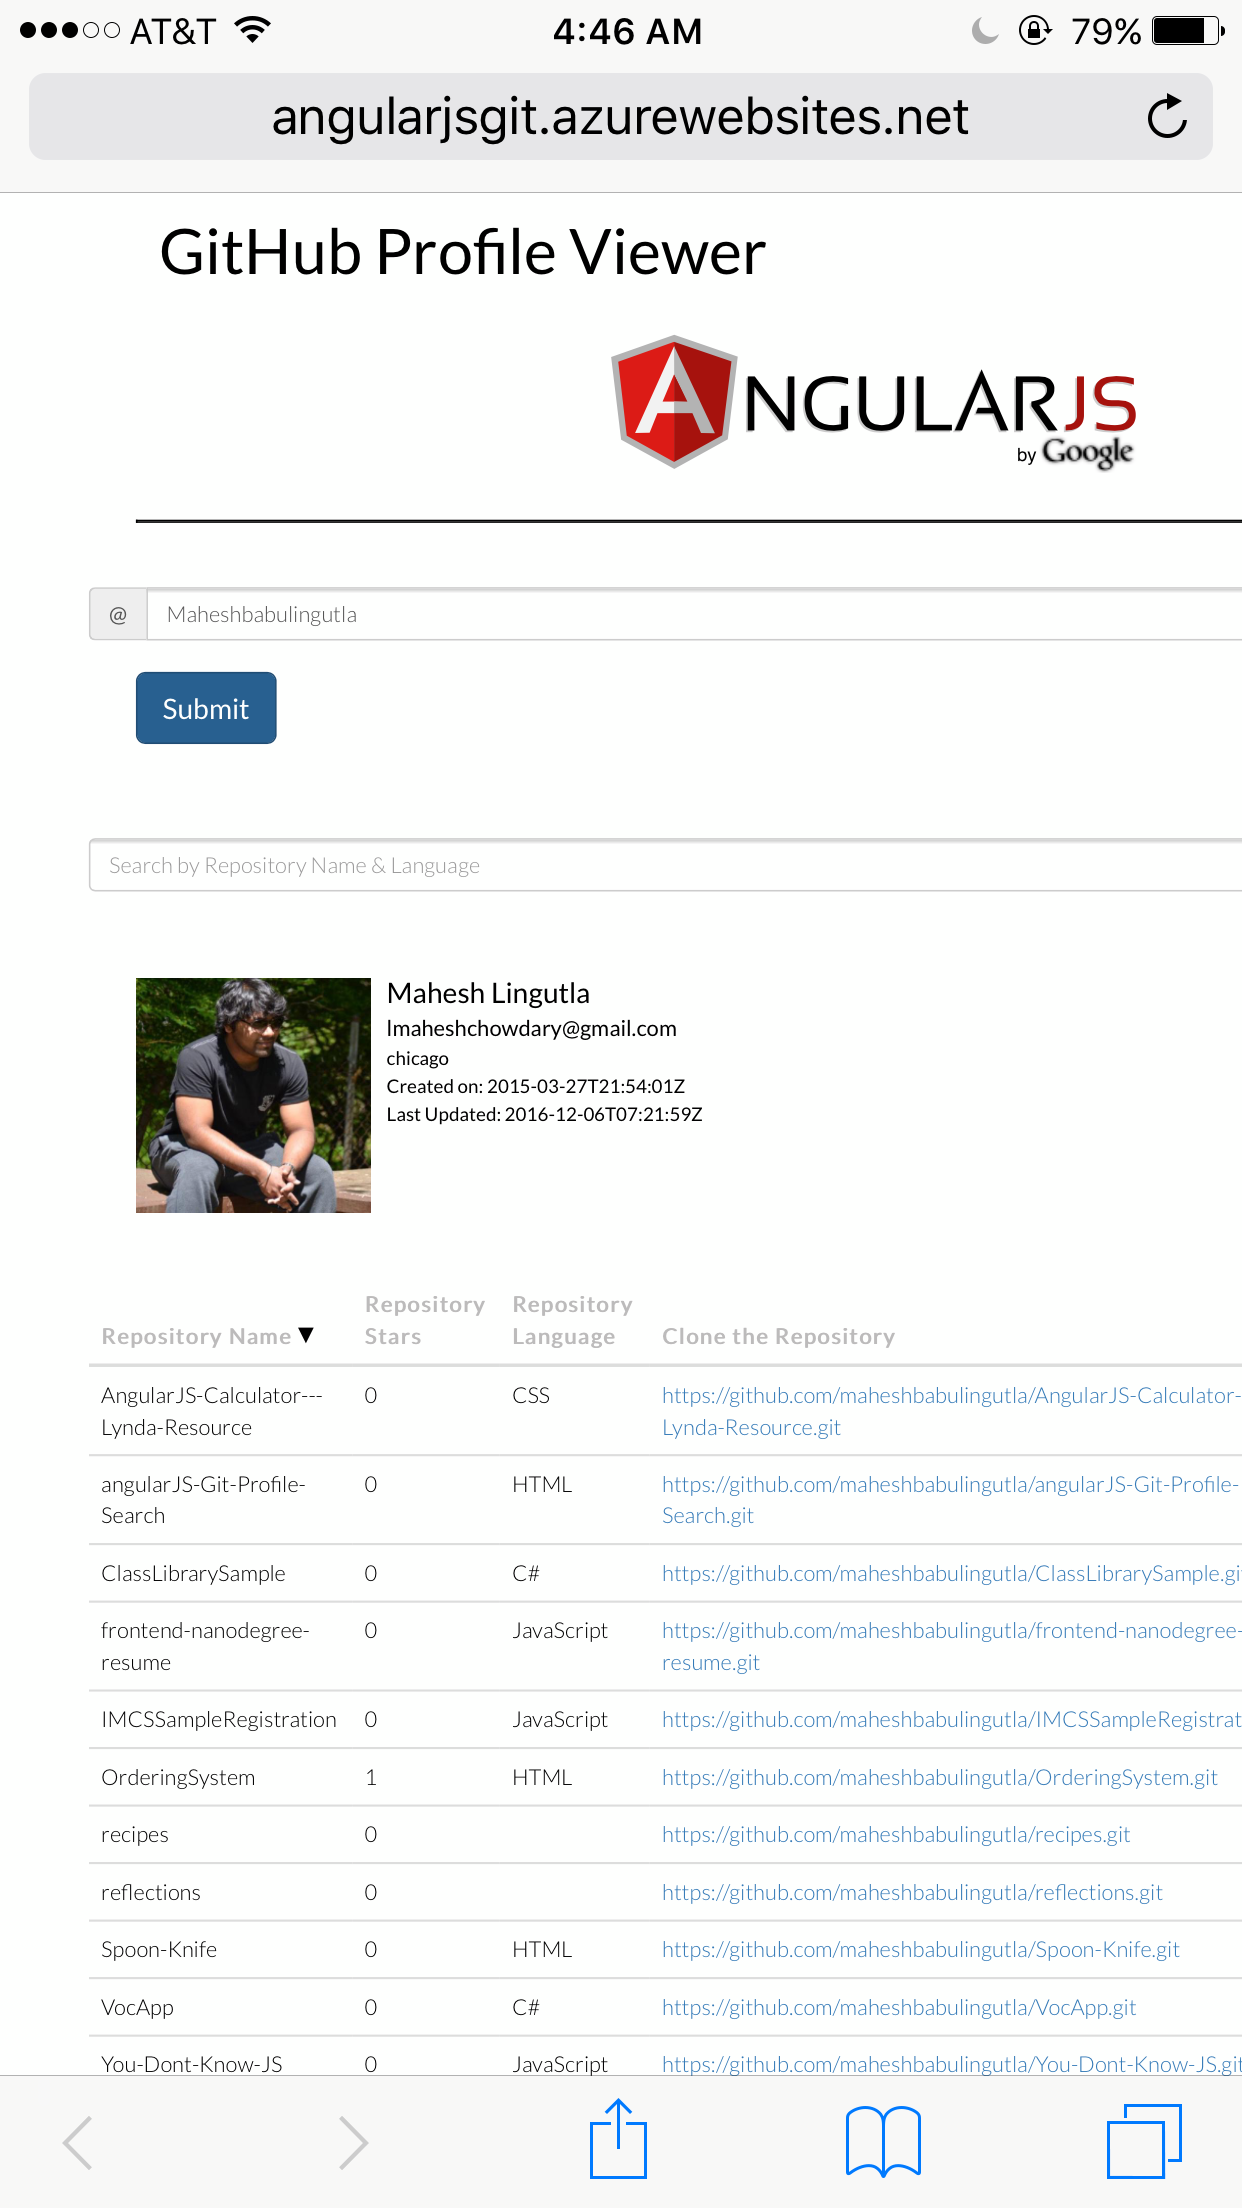 AT&T 4:46 AM 79%
angularjsgit.azurewebsites.net
GitHub Profile Viewer
ANGULARJS
by Google
@ Maheshbabulingutla
Submit
Search by Repository Name & Language
Mahesh Lingutla
lmaheshchowdary@gmail.com
chicago
Created on: 2015-03-27T21:54:01Z
Last Updated: 2016-12-06T07:21:59Z
Repository Name ▼ Repository Stars Repository Language Clone the Repository
AngularJS-Calculator--- 0 CSS https://github.com/maheshbabulingutla/AngularJS-Calculator-
Lynda-Resource Lynda-Resource.git
angularJS-Git-Profile- 0 HTML https://github.com/maheshbabulingutla/angularJS-Git-Profile-
Search Search.git
ClassLibrarySample 0 C# https://github.com/maheshbabulingutla/ClassLibrarySample.gi
frontend-nanodegree- 0 JavaScript https://github.com/maheshbabulingutla/frontend-nanodegree-
resume resume.git
IMCSSampleRegistration 0 JavaScript https://github.com/maheshbabulingutla/IMCSSampleRegistrat
OrderingSystem 1 HTML https://github.com/maheshbabulingutla/OrderingSystem.git
recipes 0 https://github.com/maheshbabulingutla/recipes.git
reflections 0 https://github.com/maheshbabulingutla/reflections.git
Spoon-Knife 0 HTML https://github.com/maheshbabulingutla/Spoon-Knife.git
VocApp 0 C# https://github.com/maheshbabulingutla/VocApp.git
You-Dont-Know-JS 0 JavaScript https://github.com/maheshbabulingutla/You-Dont-Know-JS.git